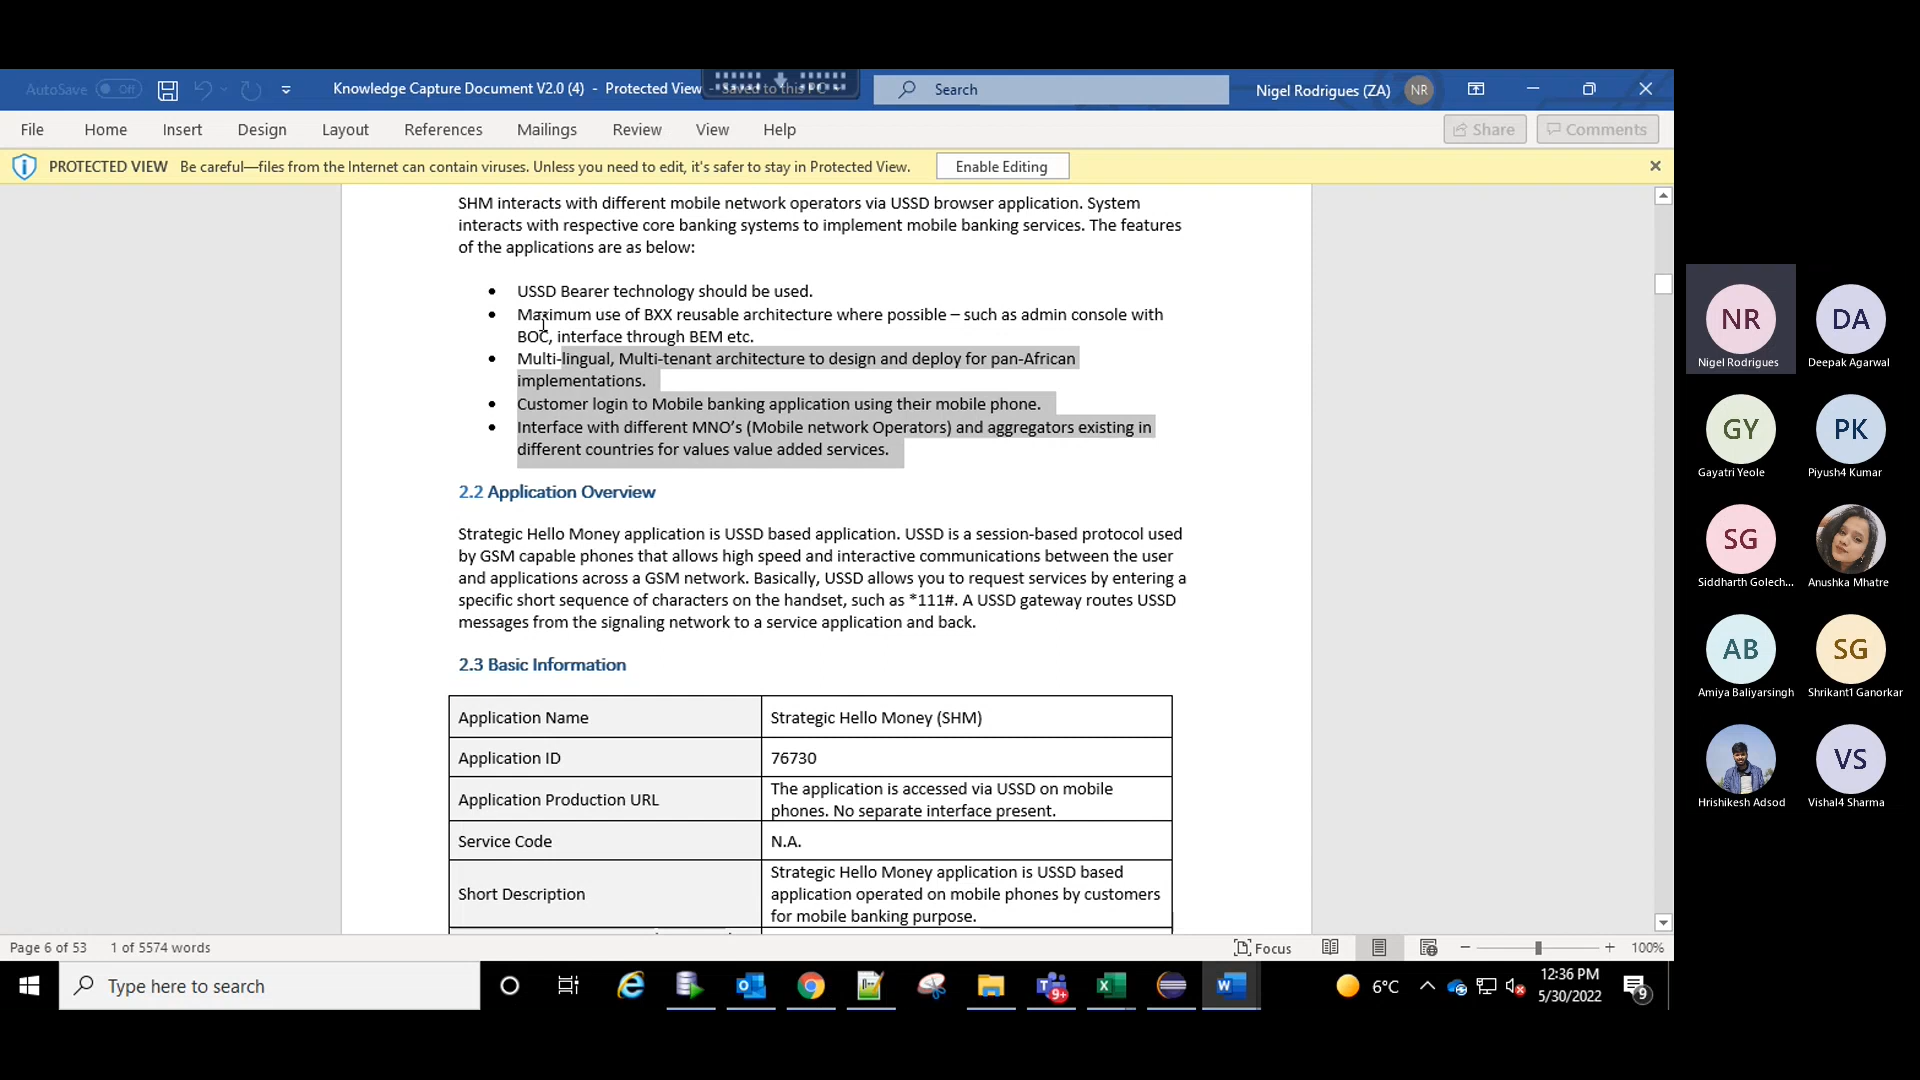 AutoSave Off
Knowledge Capture Document V2.0 (4) - Protected View - Saved to this PC
Search
Nigel Rodrigues (ZA) NR
File Home Insert Design Layout References Mailings Review View Help
Share Comments
PROTECTED VIEW Be careful—files from the Internet can contain viruses. Unless you need to edit, it's safer to stay in Protected View. Enable Editing
SHM interacts with different mobile network operators via USSD browser application. System
interacts with respective core banking systems to implement mobile banking services. The features
of the applications are as below:
• USSD Bearer technology should be used.
• Maximum use of BXX reusable architecture where possible – such as admin console with
BOC, interface through BEM etc.
• Multi-lingual, Multi-tenant architecture to design and deploy for pan-African
implementations.
• Customer login to Mobile banking application using their mobile phone.
• Interface with different MNO's (Mobile network Operators) and aggregators existing in
different countries for values value added services.
2.2 Application Overview
Strategic Hello Money application is USSD based application. USSD is a session-based protocol used
by GSM capable phones that allows high speed and interactive communications between the user
and applications across a GSM network. Basically, USSD allows you to request services by entering a
specific short sequence of characters on the handset, such as *111#. A USSD gateway routes USSD
messages from the signaling network to a service application and back.
2.3 Basic Information
Application Name Strategic Hello Money (SHM)
Application ID 76730
Application Production URL The application is accessed via USSD on mobile
phones. No separate interface present.
Service Code N.A.
Short Description Strategic Hello Money application is USSD based
application operated on mobile phones by customers
for mobile banking purpose.
Page 6 of 53 1 of 5574 words
Focus 100%
Type here to search
9+
6°C
12:36 PM
5/30/2022
9
NR DA
Nigel Rodrigues Deepak Agarwal
GY PK
Gayatri Yeole Piyush4 Kumar
SG
Siddharth Golech... Anushka Mhatre
AB SG
Amiya Baliyarsingh Shrikant1 Ganorkar
VS
Hrishikesh Adsod Vishal4 Sharma